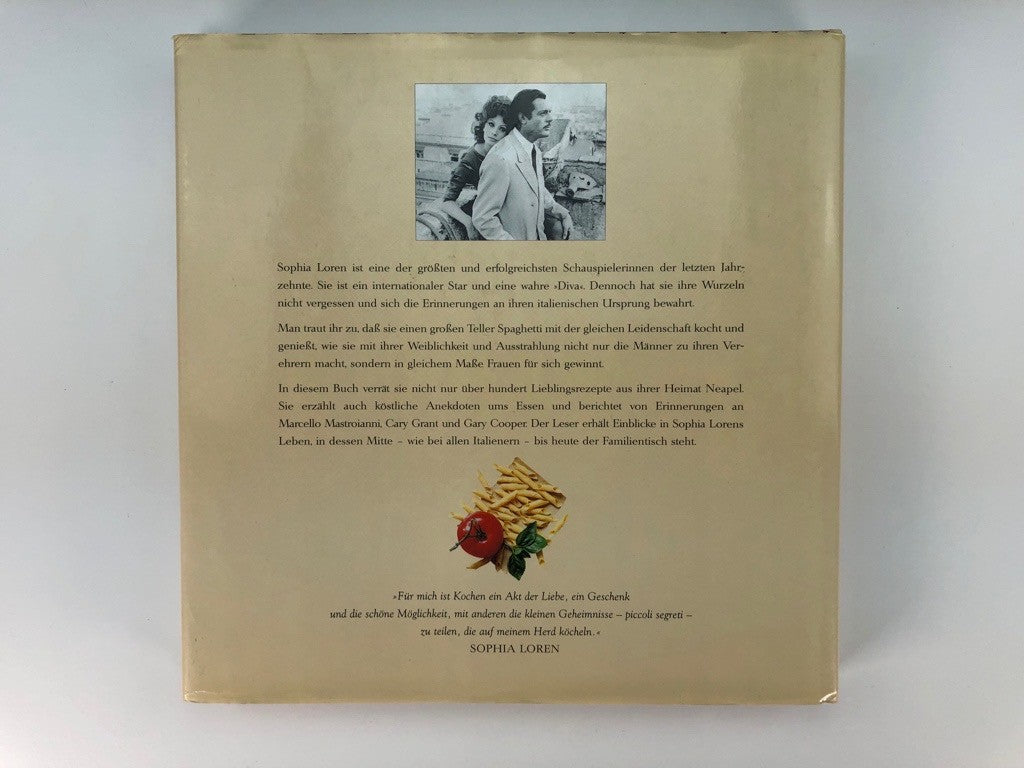 Sophia Loren ist eine der größten und erfolgreichsten Schauspielerinnen der letzten Jahr-
zehnte. Sie ist ein internationaler Star und eine wahre »Diva«. Dennoch hat sie ihre Wurzeln
nicht vergessen und sich die Erinnerungen an ihren italienischen Ursprung bewahrt.
Man traut ihr zu, daß sie einen großen Teller Spaghetti mit der gleichen Leidenschaft kocht und
genießt, wie sie mit ihrer Weiblichkeit und Ausstrahlung nicht nur die Männer zu ihren Ver-
ehrern macht, sondern in gleichem Maße Frauen für sich gewinnt.
In diesem Buch verrät sie nicht nur über hundert Lieblingsrezepte aus ihrer Heimat Neapel.
Sie erzählt auch köstliche Anekdoten ums Essen und berichtet von Erinnerungen an
Marcello Mastroianni, Cary Grant und Gary Cooper. Der Leser erhält Einblicke in Sophia Lorens
Leben, in dessen Mitte – wie bei allen Italienern – bis heute der Familientisch steht.
»Für mich ist Kochen ein Akt der Liebe, ein Geschenk
und die schöne Möglichkeit, mit anderen die kleinen Geheimnisse – piccoli segreti –
zu teilen, die auf meinem Herd köcheln.«
SOPHIA LOREN